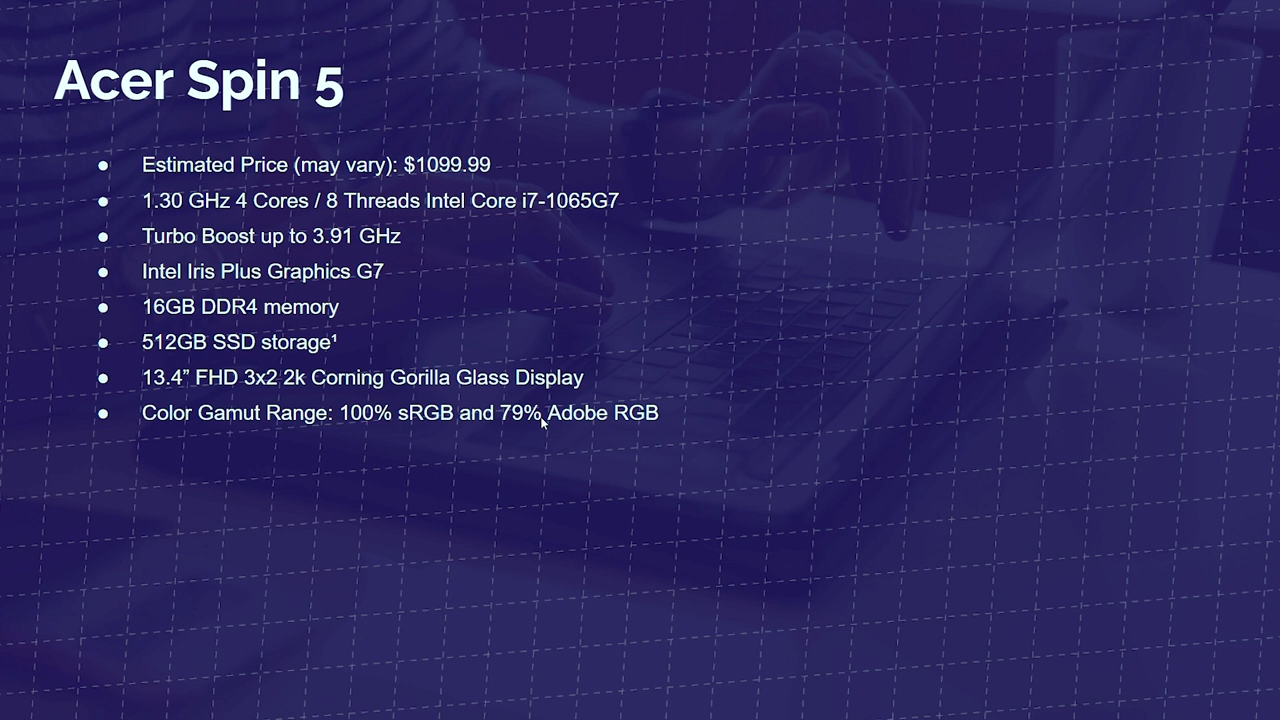 Acer Spin 5
● Estimated Price (may vary): $1099.99
● 1.30 GHz 4 Cores / 8 Threads Intel Core i7-1065G7
● Turbo Boost up to 3.91 GHz
● Intel Iris Plus Graphics G7
● 16GB DDR4 memory
● 512GB SSD storage¹
● 13.4” FHD 3x2 2k Corning Gorilla Glass Display
● Color Gamut Range: 100% sRGB and 79% Adobe RGB